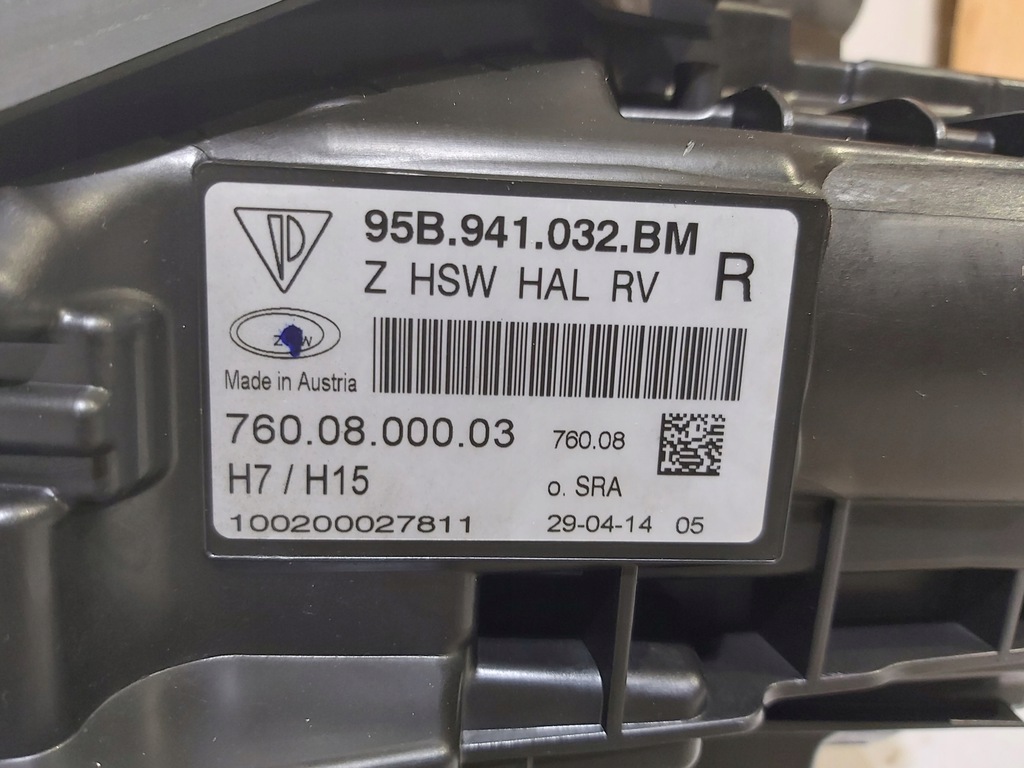 95B.941.032.BM
Z HSW HAL RV R
Made in Austria
760.08.000.03 760.08
H7 / H15 o. SRA
100200027811 29-04-14 05